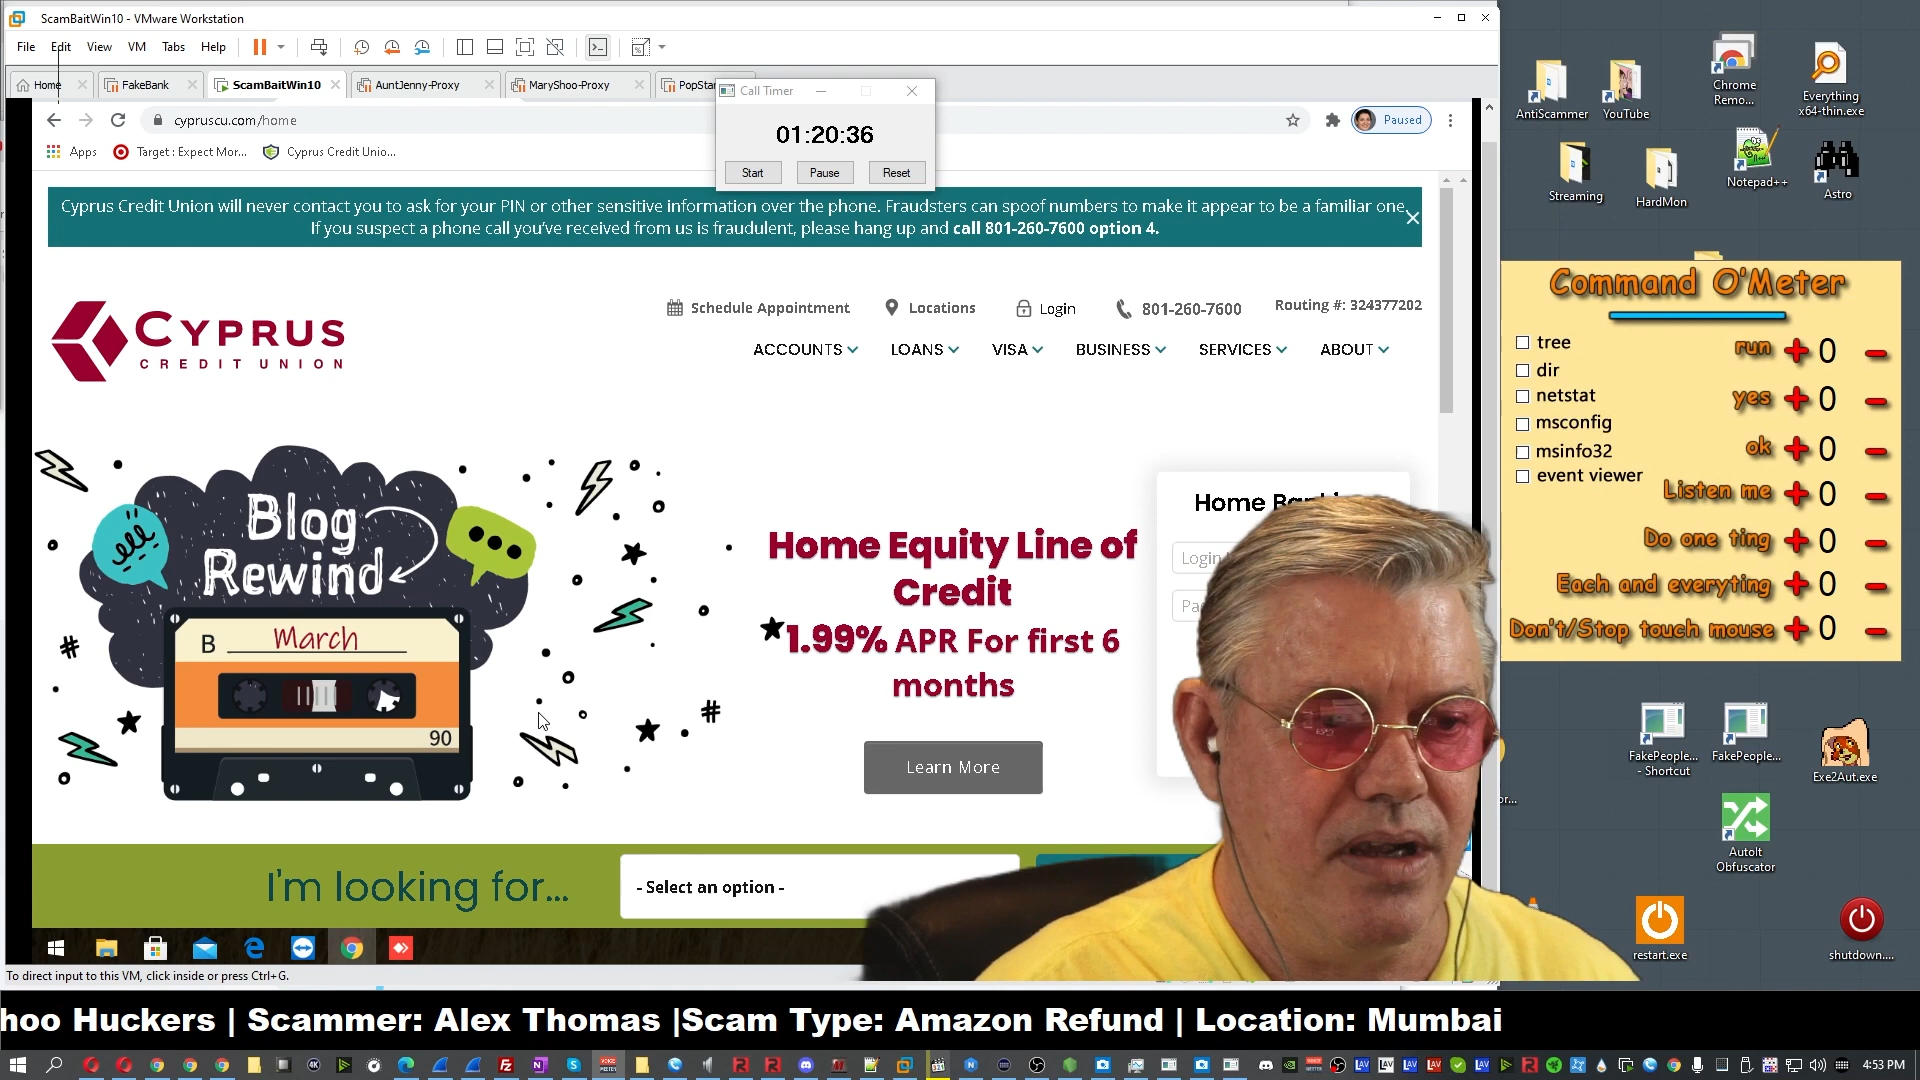 ScamBaitWin10 - VMware Workstation
File Edit View VM Tabs Help
Home FakeBank ScamBaitWin10 AuntJenny-Proxy MaryShoo-Proxy PopSta
Call Timer
01:20:36
Start Pause Reset
cypruscu.com/home
Paused
Apps Target : Expect Mor... Cyprus Credit Unio...
Cyprus Credit Union will never contact you to ask for your PIN or other sensitive information over the phone. Fraudsters can spoof numbers to make it appear to be a familiar one.
If you suspect a phone call you've received from us is fraudulent, please hang up and call 801-260-7600 option 4.
CYPRUS
CREDIT UNION
Schedule Appointment Locations Login 801-260-7600 Routing #: 324377202
ACCOUNTS LOANS VISA BUSINESS SERVICES ABOUT
Blog
Rewind
B March
90
Home Equity Line of
Credit
1.99% APR For first 6
months
Learn More
Home
Login
I'm looking for...
- Select an option -
To direct input to this VM, click inside or press Ctrl+G.
AntiScammer
YouTube
Chrome
Remo...
Everything
x64-thin.exe
Streaming
HardMon
Notepad++
Astro
Command O'Meter
tree
dir
netstat
msconfig
msinfo32
event viewer
run + 0 -
yes + 0 -
ok + 0 -
Listen me + 0 -
Do one ting + 0 -
Each and everyting + 0 -
Don't/Stop touch mouse + 0 -
FakePeople...
- Shortcut
FakePeople...
Exe2Aut.exe
AutoIt
Obfuscator
restart.exe
shutdown....
hoo Huckers | Scammer: Alex Thomas |Scam Type: Amazon Refund | Location: Mumbai
4:53 PM